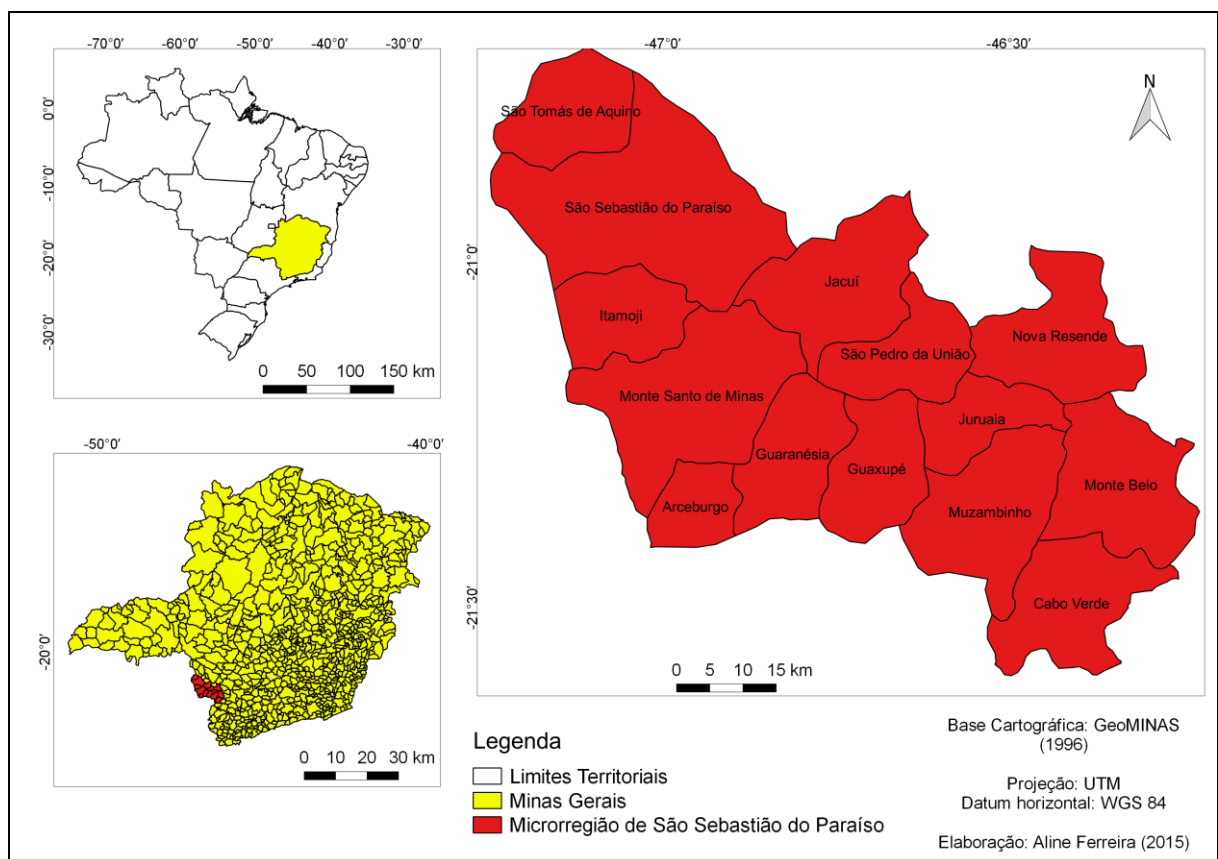 -70°0′ -60°0′ -50°0′ -40°0′ -30°0′
0°0′
-10°0′
-20°0′
-30°0′
0 50 100 150 km
-50°0′ -40°0′
-20°0′
0 10 20 30 km
-47°0′ -46°30′
-21°0′
-21°30′
N
São Tomás de Aquino
São Sebastião do Paraíso
Jacuí
Itamoji
Nova Resende
São Pedro da União
Monte Santo de Minas
Juruaia
Guaranésia
Guaxupé
Monte Belo
Arceburgo
Muzambinho
Cabo Verde
0 5 10 15 km
Legenda
Limites Territoriais
Minas Gerais
Microrregião de São Sebastião do Paraíso
Base Cartográfica: GeoMINAS
(1996)
Projeção: UTM
Datum horizontal: WGS 84
Elaboração: Aline Ferreira (2015)